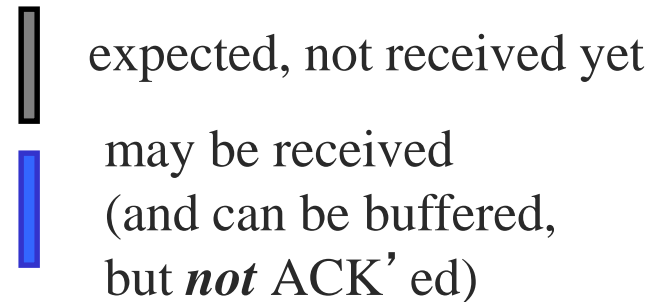 expected, not received yet
may be received
(and can be buffered,
but not ACK’ ed)